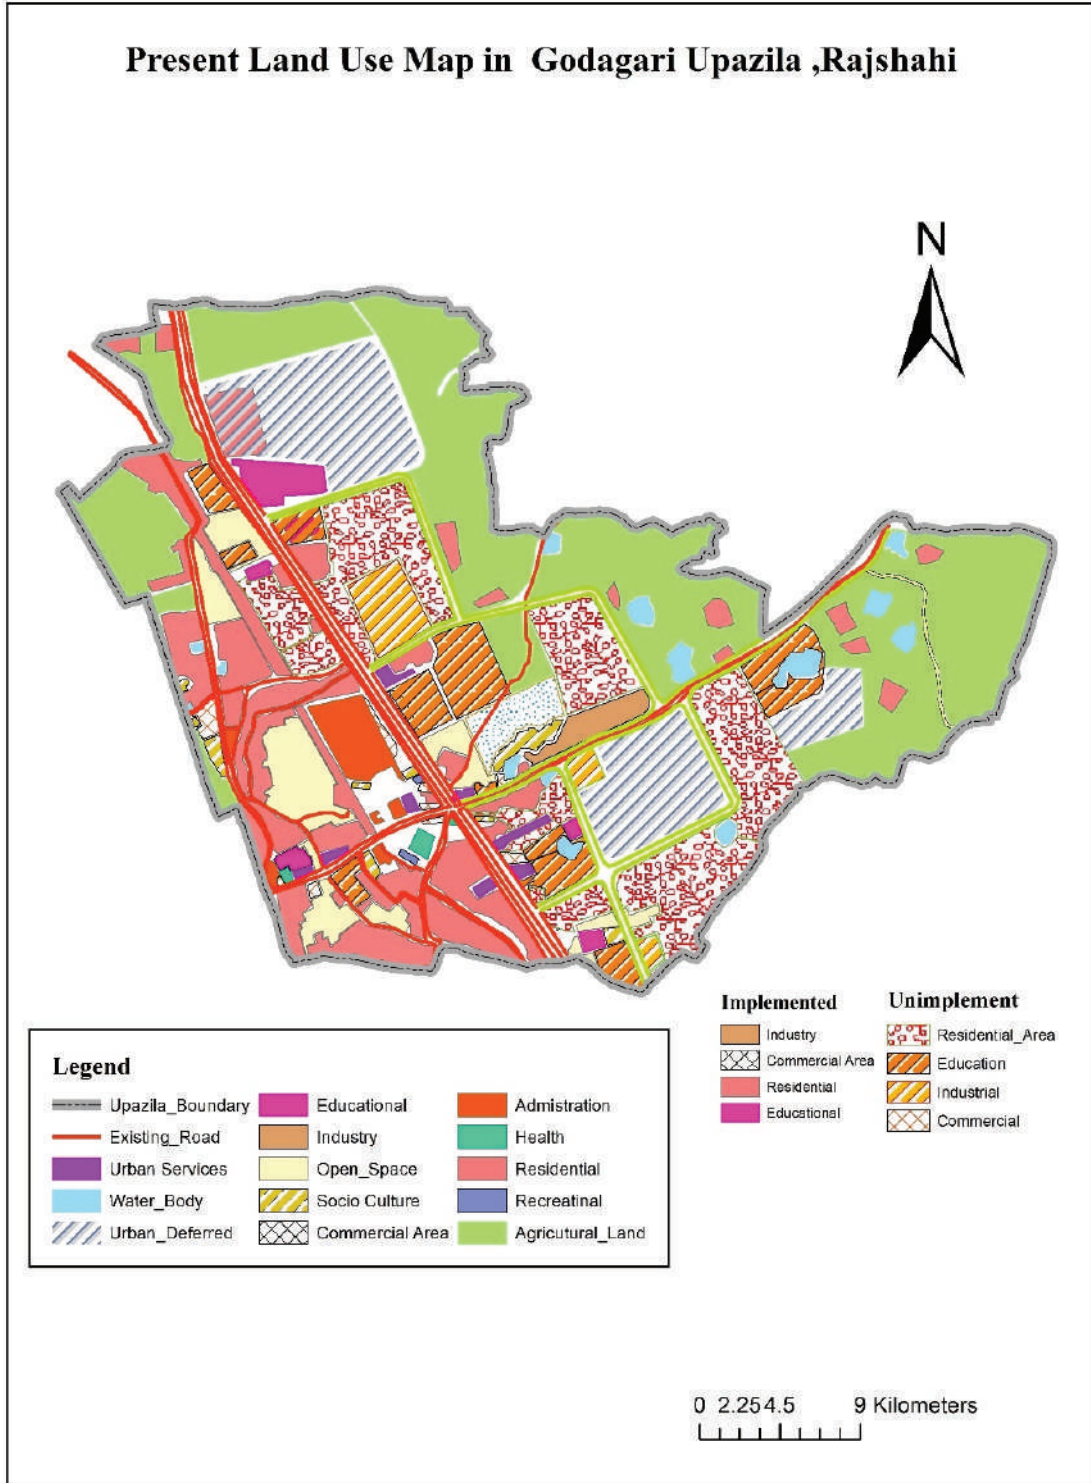 Present Land Use Map in Godagari Upazila ,Rajshahi
N
Implemented
Industry
Commercial Area
Residential
Educational
Unimplement
Residential_Area
Education
Industrial
Commercial
Legend
Upazila_Boundary
Existing_Road
Urban Services
Water_Body
Urban_Deferred
Educational
Industry
Open_Space
Socio Culture
Commercial Area
Admistration
Health
Residential
Recreatinal
Agricutural_Land
0 2.25 4.5 9 Kilometers